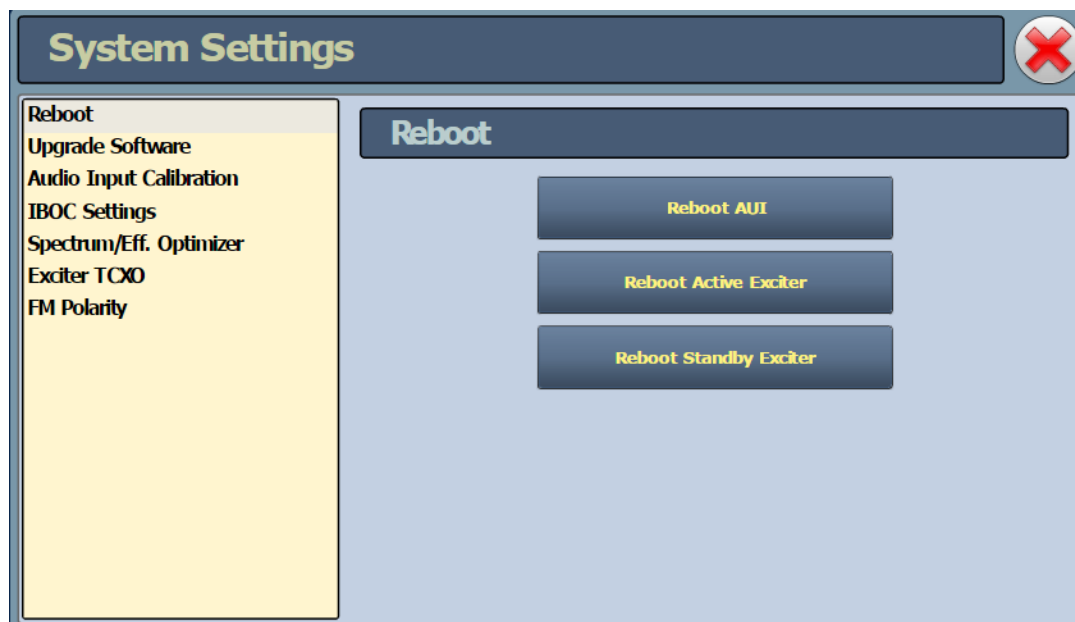 System Settings
Reboot
Upgrade Software
Audio Input Calibration
IBOC Settings
Spectrum/Eff. Optimizer
Exciter TCXO
FM Polarity
Reboot
Reboot AUI
Reboot Active Exciter
Reboot Standby Exciter